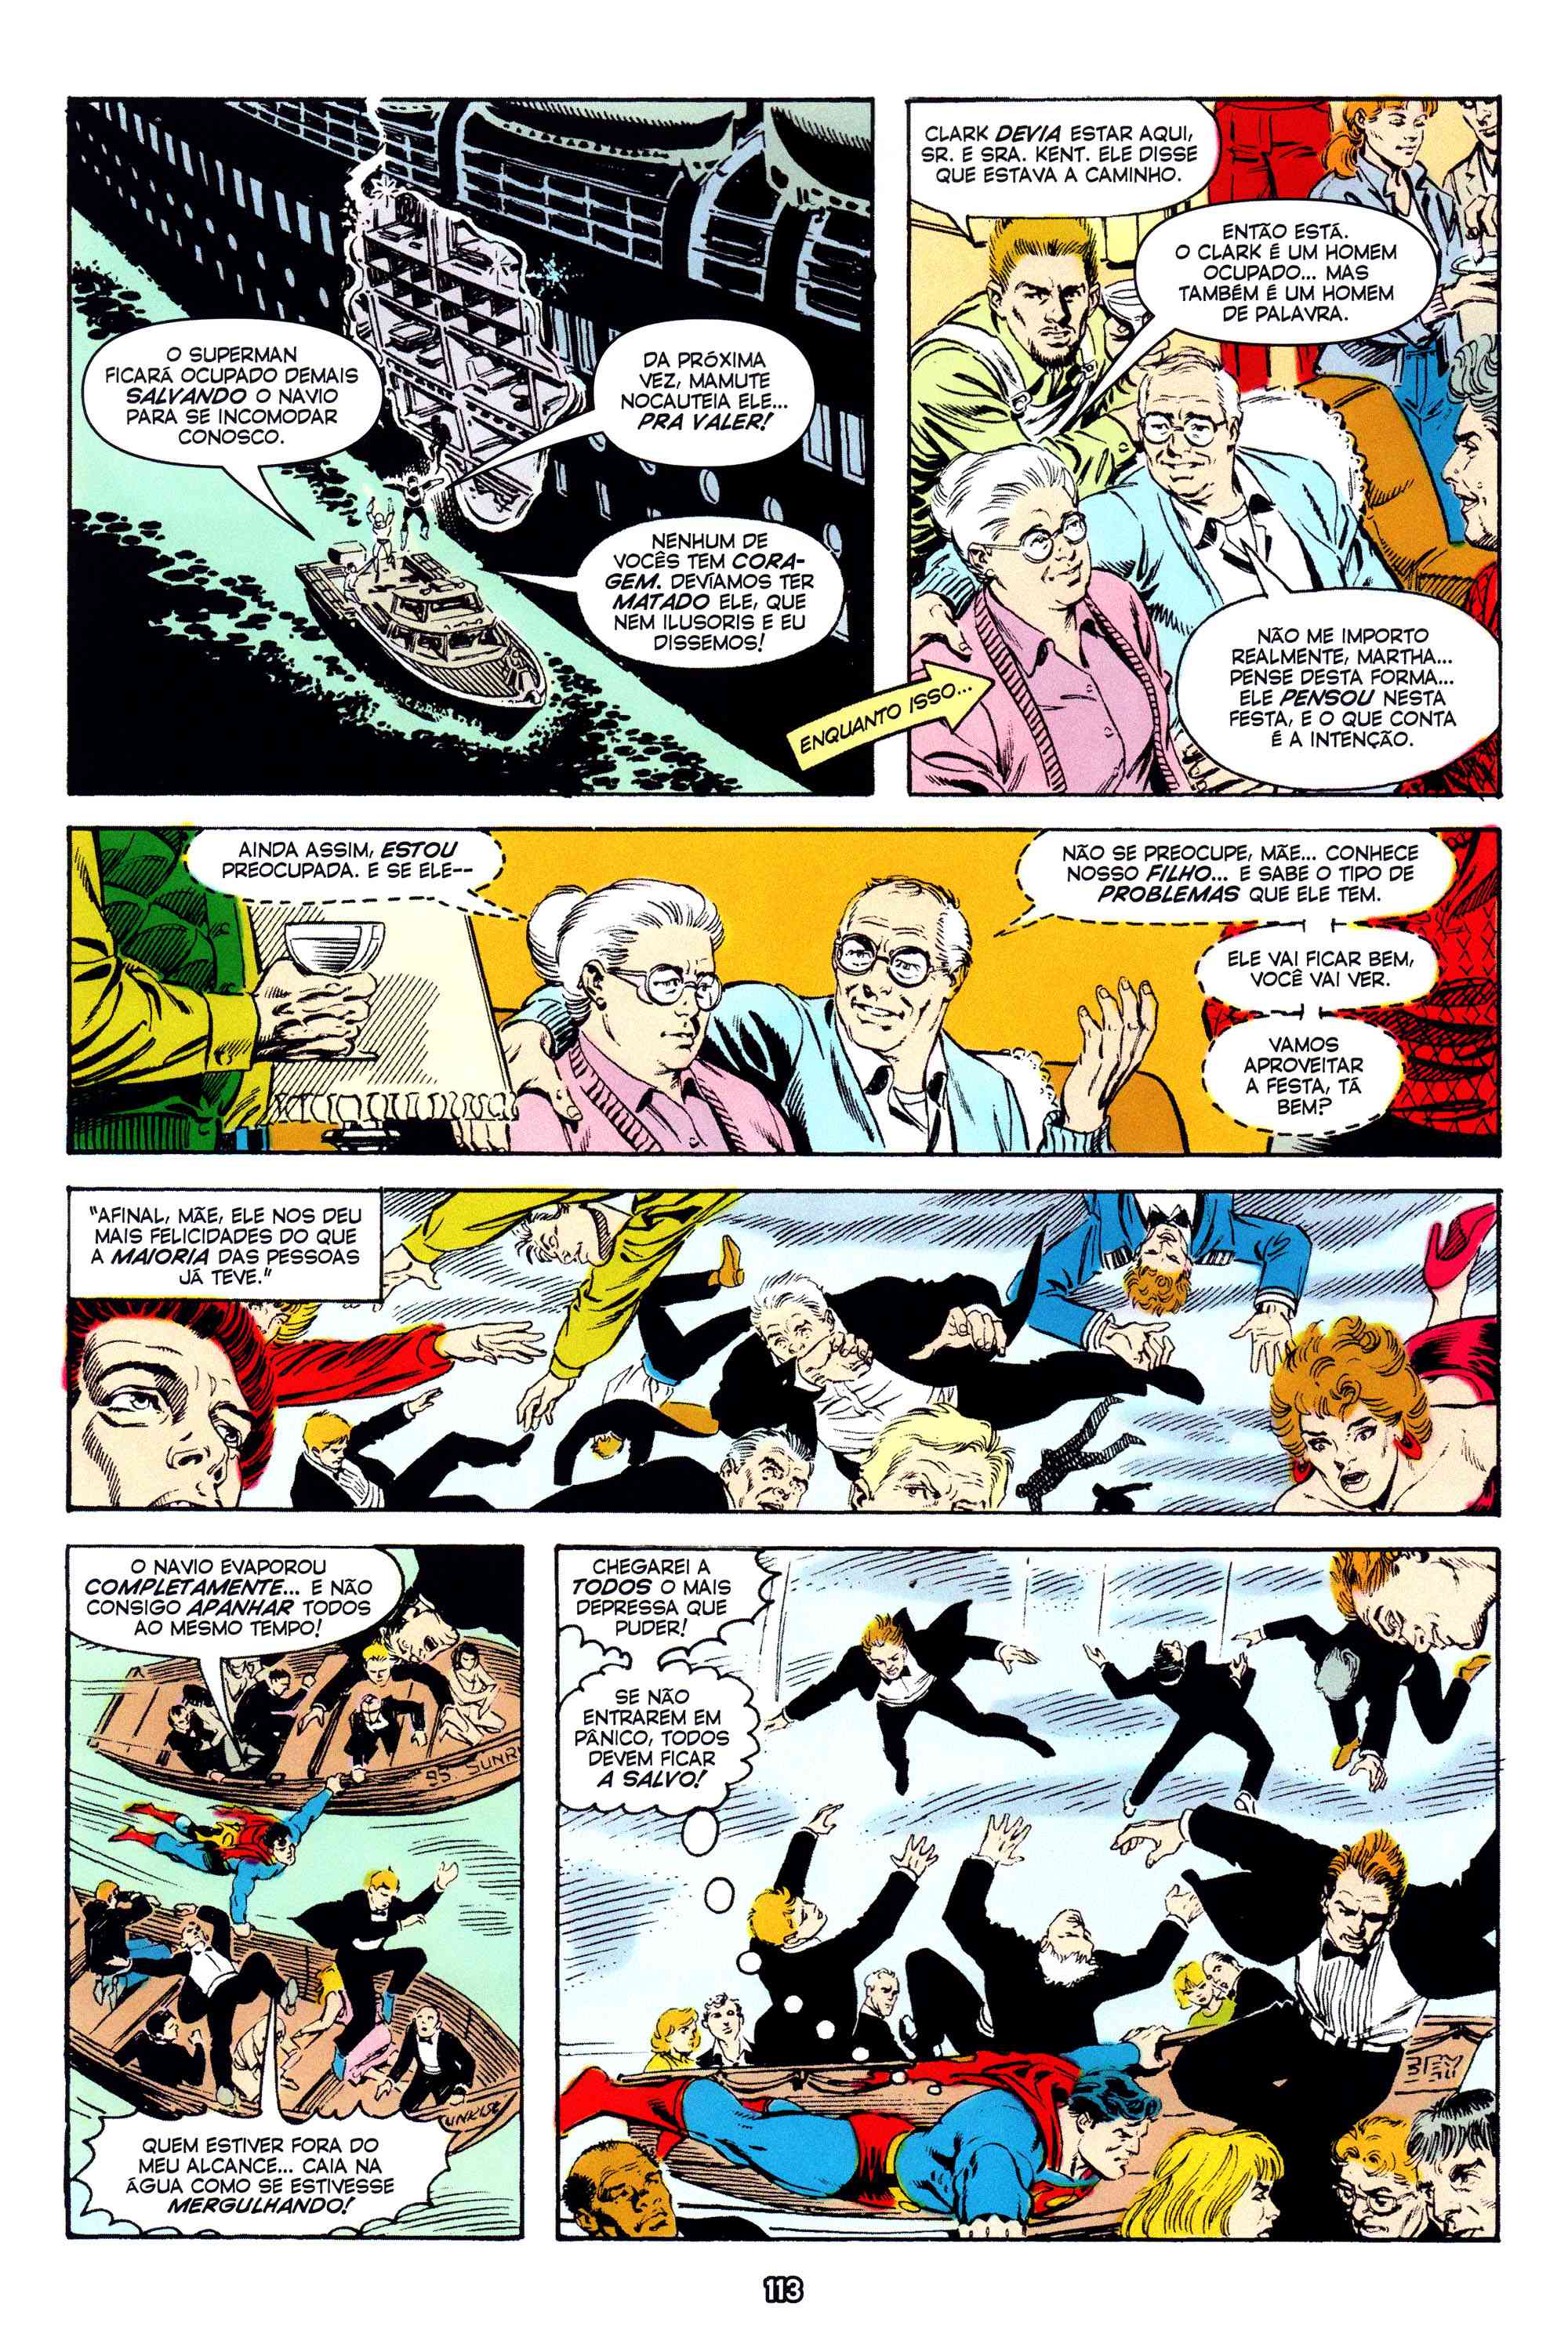 O SUPERMAN
FICARÁ OCUPADO DEMAIS
SALVANDO O NAVIO
PARA SE INCOMODAR
CONOSCO.
DA PRÓXIMA
VEZ, MAMUTE
NOCAUTEIA ELE...
PRA VALER!
NENHUM DE
VOCÊS TEM CORA-
GEM. DEVÍAMOS TER
MATADO ELE, QUE
NEM ILUSORIS E EU
DISSEMOS!
ENQUANTO ISSO...
CLARK DEVIA ESTAR AQUI,
SR. E SRA. KENT. ELE DISSE
QUE ESTAVA A CAMINHO.
ENTÃO ESTÁ.
O CLARK É UM HOMEM
OCUPADO... MAS
TAMBÉM É UM HOMEM
DE PALAVRA.
NÃO ME IMPORTO
REALMENTE, MARTHA...
PENSE DESTA FORMA...
ELE PENSOU NESTA
FESTA, E O QUE CONTA
É A INTENÇÃO.
AINDA ASSIM, ESTOU
PREOCUPADA. E SE ELE--
NÃO SE PREOCUPE, MÃE... CONHECE
NOSSO FILHO... E SABE O TIPO DE
PROBLEMAS QUE ELE TEM.
ELE VAI FICAR BEM,
VOCÊ VAI VER.
VAMOS
APROVEITAR
A FESTA, TÁ
BEM?
"AFINAL, MÃE, ELE NOS DEU
MAIS FELICIDADES DO QUE
A MAIORIA DAS PESSOAS
JÁ TEVE."
O NAVIO EVAPOROU
COMPLETAMENTE... E NÃO
CONSIGO APANHAR TODOS
AO MESMO TEMPO!
95 SUNR
QUEM ESTIVER FORA DO
MEU ALCANCE... CAIA NA
ÁGUA COMO SE ESTIVESSE
MERGULHANDO!
CHEGAREI A
TODOS O MAIS
DEPRESSA QUE
PUDER!
SE NÃO
ENTRAREM EM
PÂNICO, TODOS
DEVEM FICAR
A SALVO!
113